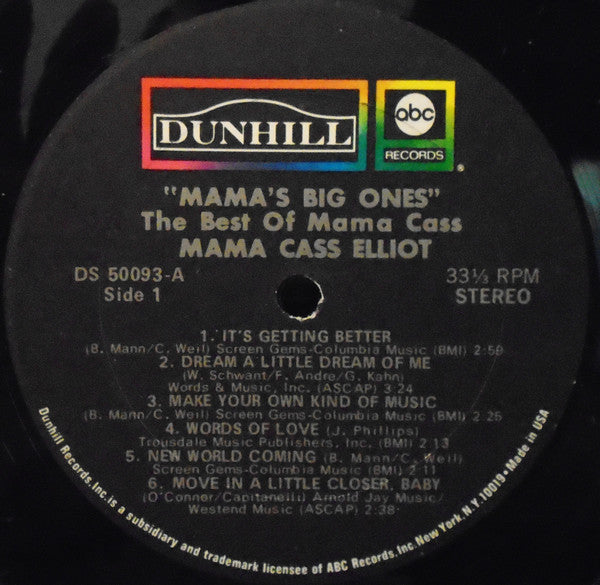 DUNHILL
abc
RECORDS
"MAMA'S BIG ONES"
The Best Of Mama Cass
MAMA CASS ELLIOT
DS 50093-A
Side 1
33⅓ RPM
STEREO
1. IT'S GETTING BETTER
(B. Mann/C. Weil) Screen Gems-Columbia Music (BMI) 2:59
2. DREAM A LITTLE DREAM OF ME
(W. Schwant/F. Andre/G. Kahn)
Words & Music, Inc. (ASCAP) 3:24
3. MAKE YOUR OWN KIND OF MUSIC
(B. Mann/C. Weil) Screen Gems-Columbia Music (BMI) 2:25
4. WORDS OF LOVE (J. Phillips)
Trousdale Music Publishers, Inc. (BMI) 2:13
5. NEW WORLD COMING (B. Mann/C. Weil)
Screen Gems-Columbia Music (BMI) 2:11
6. MOVE IN A LITTLE CLOSER, BABY
(O'Connor/Capitanelli) Arnold Jay Music/
Westend Music (ASCAP) 2:38
Dunhill Records, Inc. is a subsidiary and trademark licensee of ABC Records, Inc. New York, N.Y. 10019 • Made in USA